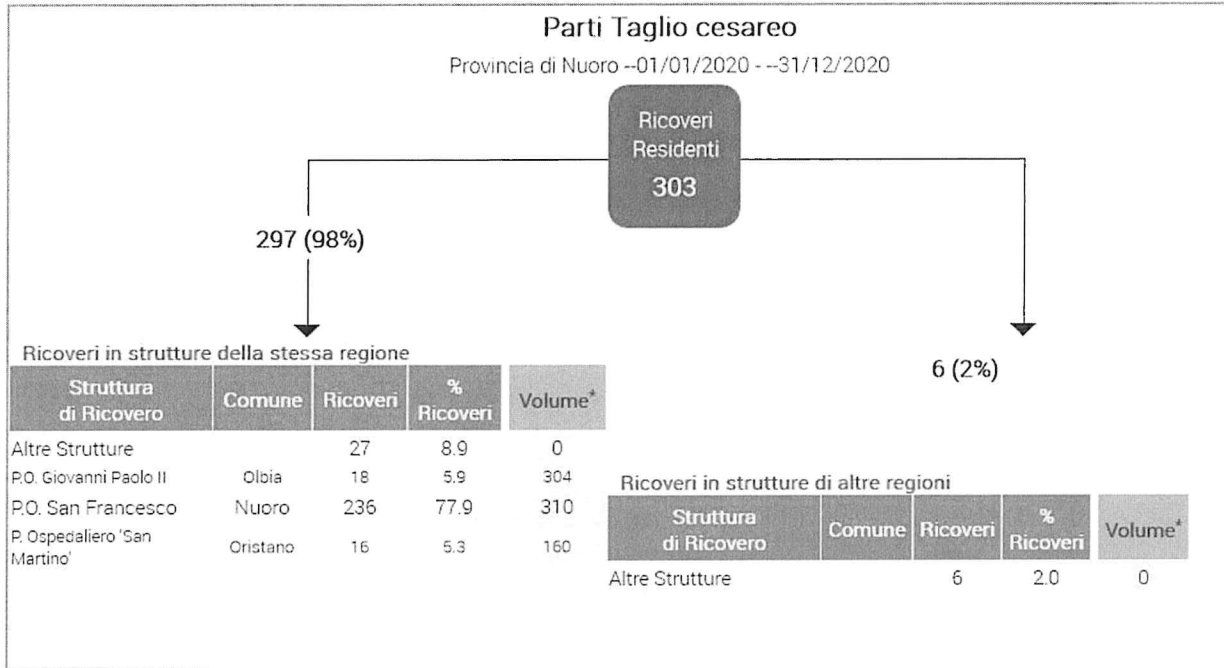 Parti Taglio cesareo
Provincia di Nuoro --01/01/2020 - --31/12/2020
Ricoveri
Residenti
303
297 (98%)
6 (2%)
Ricoveri in strutture della stessa regione
Struttura di Ricovero Comune Ricoveri % Ricoveri Volume*
Altre Strutture 27 8.9 0
P.O. Giovanni Paolo II Olbia 18 5.9 304
P.O. San Francesco Nuoro 236 77.9 310
P. Ospedaliero 'San Martino' Oristano 16 5.3 160
Ricoveri in strutture di altre regioni
Struttura di Ricovero Comune Ricoveri % Ricoveri Volume*
Altre Strutture 6 2.0 0